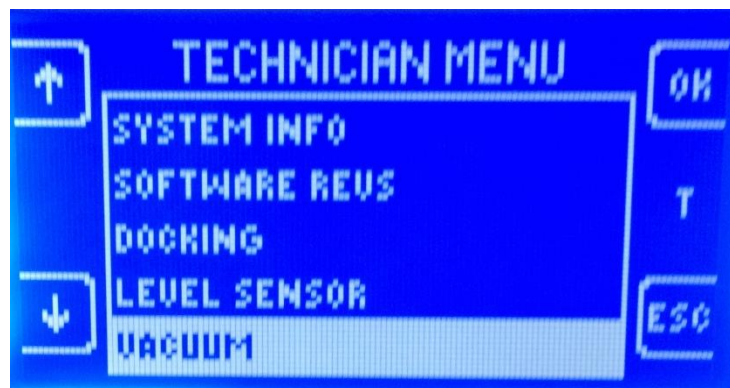 TECHNICIAN MENU
OK
SYSTEM INFO
SOFTWARE REVS
T
DOCKING
LEVEL SENSOR
ESC
VACUUM